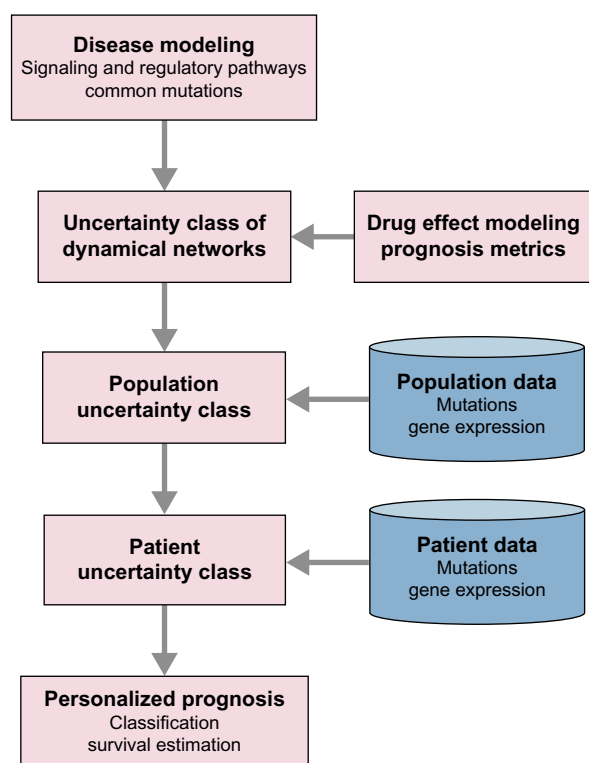 Disease modeling
Signaling and regulatory pathways
common mutations
Uncertainty class of
dynamical networks
Drug effect modeling
prognosis metrics
Population
uncertainty class
Population data
Mutations
gene expression
Patient
uncertainty class
Patient data
Mutations
gene expression
Personalized prognosis
Classification
survival estimation